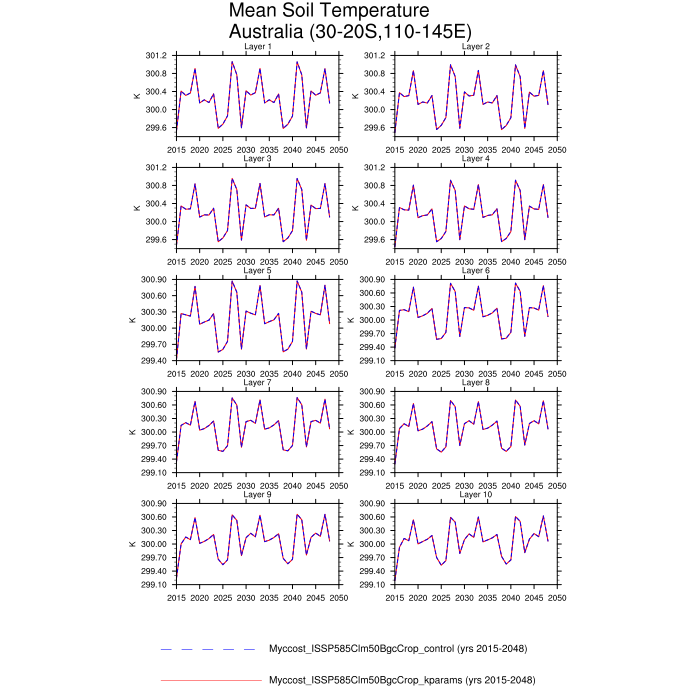 Mean Soil Temperature
Australia (30-20S,110-145E)
Layer 1
Layer 2
301.2
300.8
300.4
300.0
299.6
K
2015 2020 2025 2030 2035 2040 2045 2050
301.2
300.8
300.4
300.0
299.6
K
2015 2020 2025 2030 2035 2040 2045 2050
Layer 3
Layer 4
301.2
300.8
300.4
300.0
299.6
K
2015 2020 2025 2030 2035 2040 2045 2050
301.2
300.8
300.4
300.0
299.6
K
2015 2020 2025 2030 2035 2040 2045 2050
Layer 5
Layer 6
300.90
300.60
300.30
300.00
299.70
299.40
K
2015 2020 2025 2030 2035 2040 2045 2050
300.90
300.60
300.30
300.00
299.70
299.40
299.10
K
2015 2020 2025 2030 2035 2040 2045 2050
Layer 7
Layer 8
300.90
300.60
300.30
300.00
299.70
299.40
299.10
K
2015 2020 2025 2030 2035 2040 2045 2050
300.90
300.60
300.30
300.00
299.70
299.40
299.10
K
2015 2020 2025 2030 2035 2040 2045 2050
Layer 9
Layer 10
300.90
300.60
300.30
300.00
299.70
299.40
299.10
K
2015 2020 2025 2030 2035 2040 2045 2050
300.90
300.60
300.30
300.00
299.70
299.40
299.10
K
2015 2020 2025 2030 2035 2040 2045 2050
Myccost_ISSP585Clm50BgcCrop_control (yrs 2015-2048)
Myccost_ISSP585Clm50BgcCrop_kparams (yrs 2015-2048)